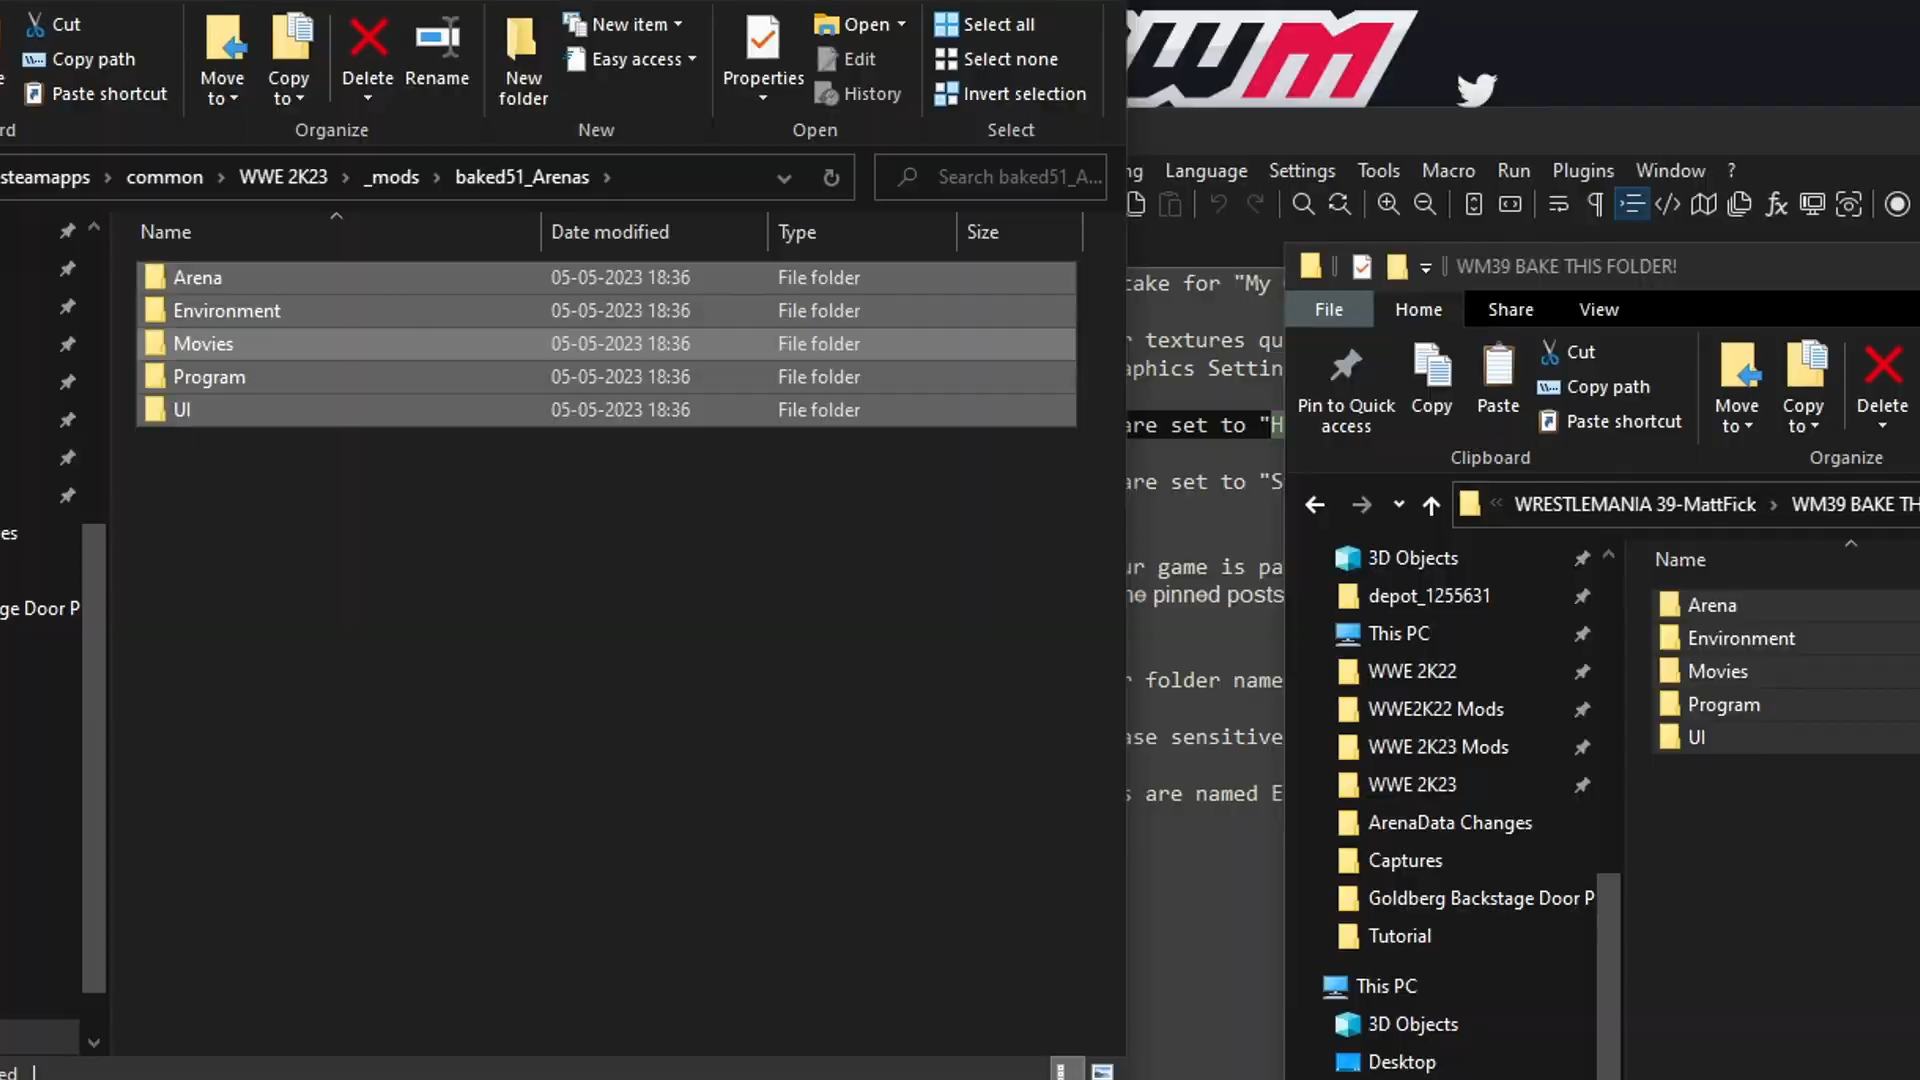 Cut
Copy path
Paste shortcut
Move to
Copy to
Delete
Rename
Organize
New folder
New item
Easy access
New
Properties
Open
Edit
History
Open
Select all
Select none
Invert selection
Select
WM
steamapps > common > WWE 2K23 > _mods > baked51_Arenas >
Search baked51_A...
Name
Date modified
Type
Size
Arena 05-05-2023 18:36 File folder
Environment 05-05-2023 18:36 File folder
Movies 05-05-2023 18:36 File folder
Program 05-05-2023 18:36 File folder
UI 05-05-2023 18:36 File folder
es
ge Door P
Language Settings Tools Macro Run Plugins Window ?
take for "My
textures qu
aphics Settin
are set to "H
are set to "S
ur game is pa
pinned posts
r folder name
ase sensitive
s are named E
WM39 BAKE THIS FOLDER!
File Home Share View
Pin to Quick access
Copy
Paste
Cut
Copy path
Paste shortcut
Clipboard
Move to
Copy to
Delete
Organize
« WRESTLEMANIA 39-MattFick > WM39 BAKE TH
3D Objects
depot_1255631
This PC
WWE 2K22
WWE2K22 Mods
WWE 2K23 Mods
WWE 2K23
ArenaData Changes
Captures
Goldberg Backstage Door P
Tutorial
This PC
3D Objects
Desktop
Name
Arena
Environment
Movies
Program
UI